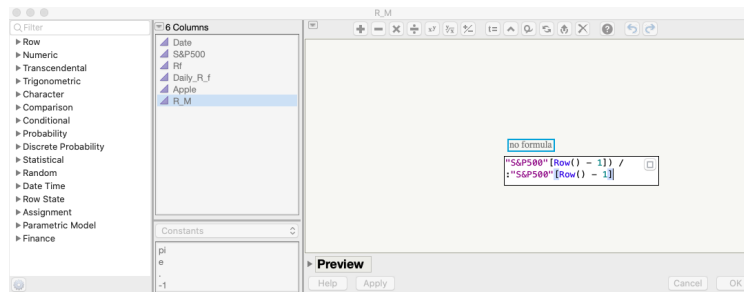 R_M
Filter
Row
Numeric
Transcendental
Trigonometric
Character
Comparison
Conditional
Probability
Discrete Probability
Statistical
Random
Date Time
Row State
Assignment
Parametric Model
Finance
6 Columns
Date
S&P500
Rf
Daily_R_f
Apple
R_M
Constants
pi
e
.
-1
t=
no formula
"S&P500"[Row() − 1]) /
:"S&P500"[Row() − 1]
Preview
Help
Apply
Cancel
OK